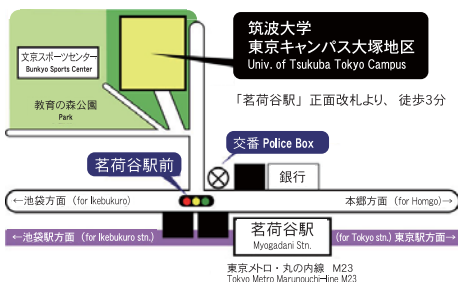 筑波大学
東京キャンパス大塚地区
Univ. of Tsukuba Tokyo Campus
文京スポーツセンター
Bunkyo Sports Center
教育の森公園
Park
「茗荷谷駅」正面改札より、徒歩3分
交番 Police Box
茗荷谷駅前
銀行
←池袋方面 (for Ikebukuro)
本郷方面 (for Homgo)→
←池袋駅方面 (for Ikebukuro stn.)
茗荷谷駅
Myogadani Stn.
(for Tokyo stn.) 東京駅方面→
東京メトロ・丸の内線 M23
Tokyo Metro Marunouchi-line M23